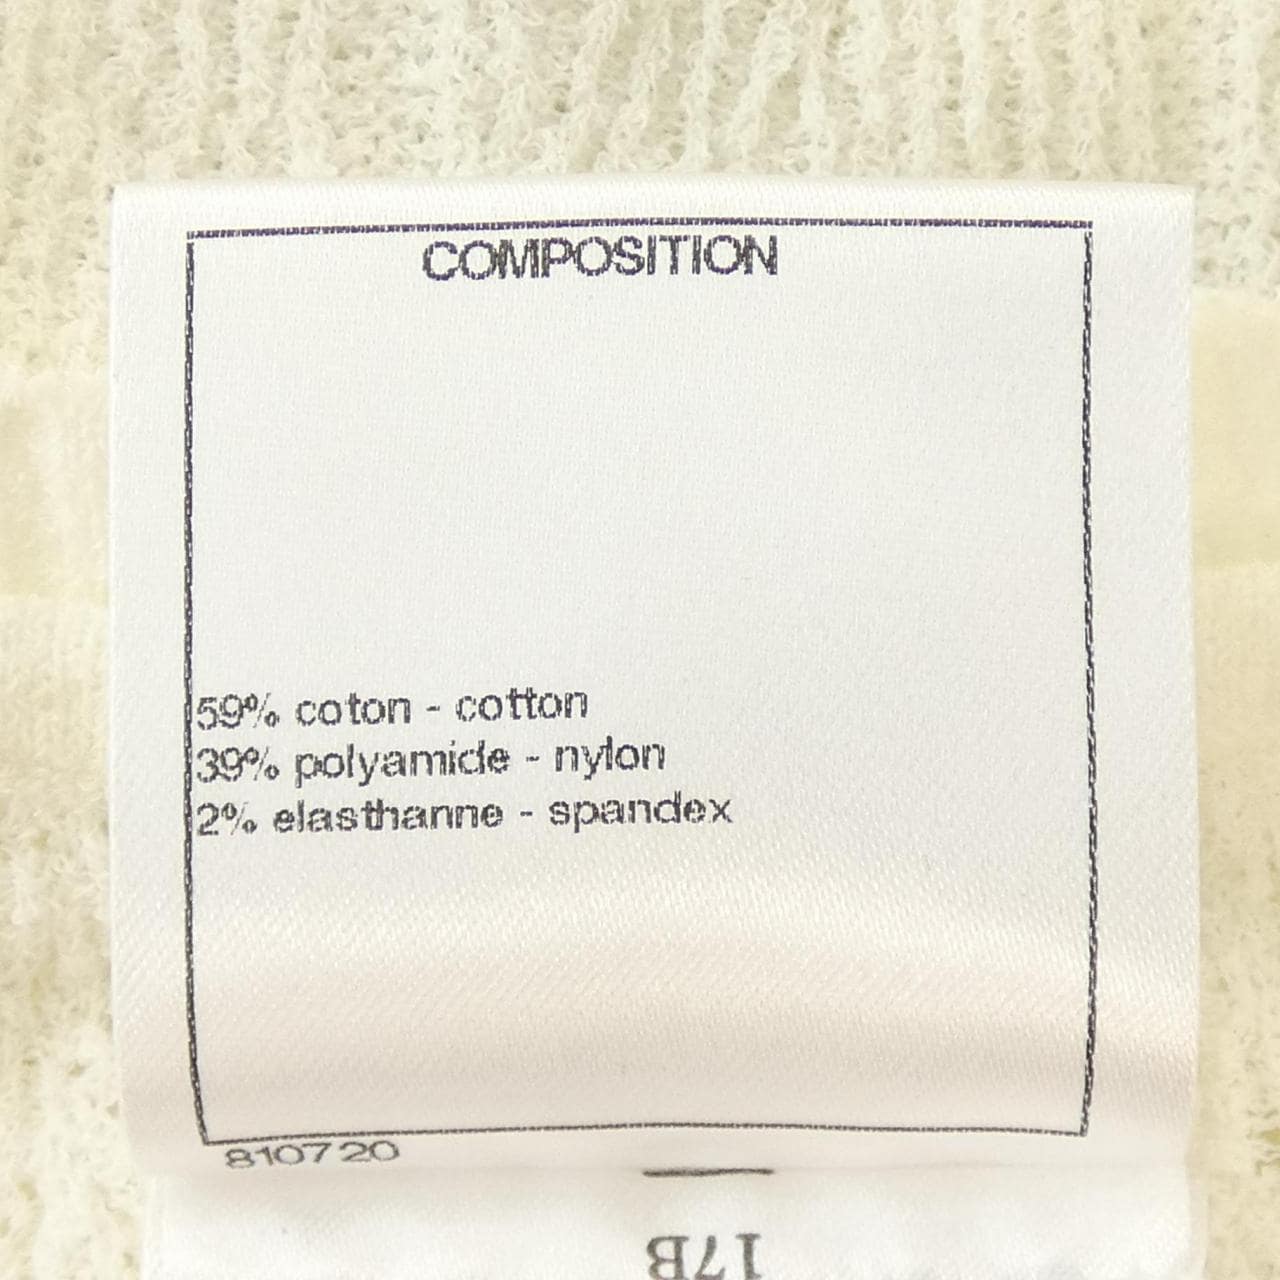 COMPOSITION
59% coton - cotton
39% polyamide - nylon
2% elasthanne - spandex
810720
17B